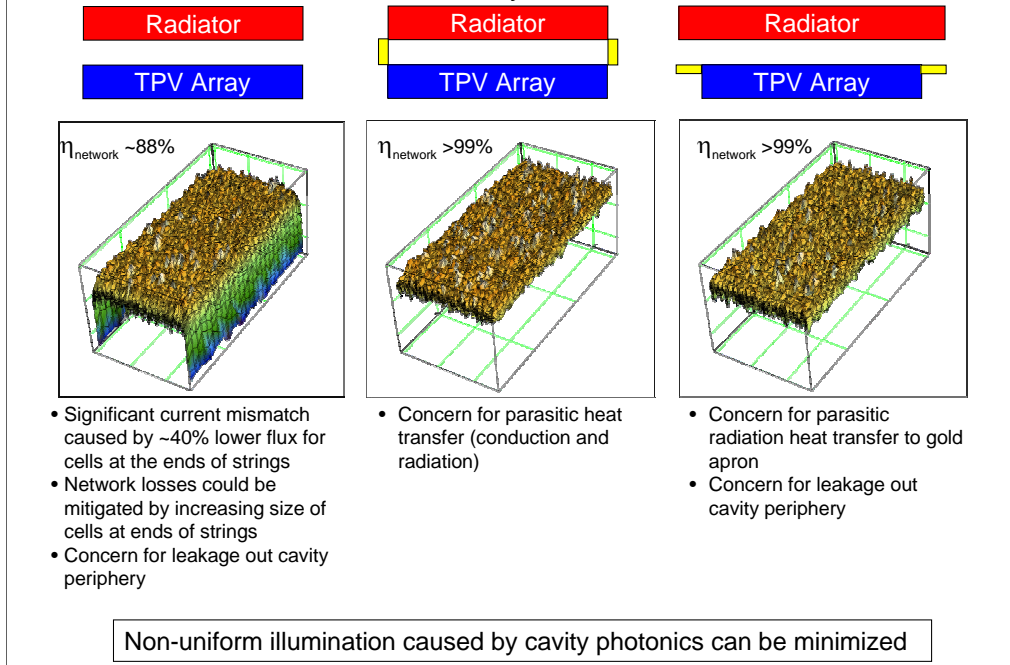 Radiator
TPV Array
Radiator
TPV Array
Radiator
TPV Array
ηnetwork ~88%
ηnetwork >99%
ηnetwork >99%
• Significant current mismatch
caused by ~40% lower flux for
cells at the ends of strings
• Network losses could be
mitigated by increasing size of
cells at ends of strings
• Concern for leakage out cavity
periphery
• Concern for parasitic heat
transfer (conduction and
radiation)
• Concern for parasitic
radiation heat transfer to gold
apron
• Concern for leakage out
cavity periphery
Non-uniform illumination caused by cavity photonics can be minimized